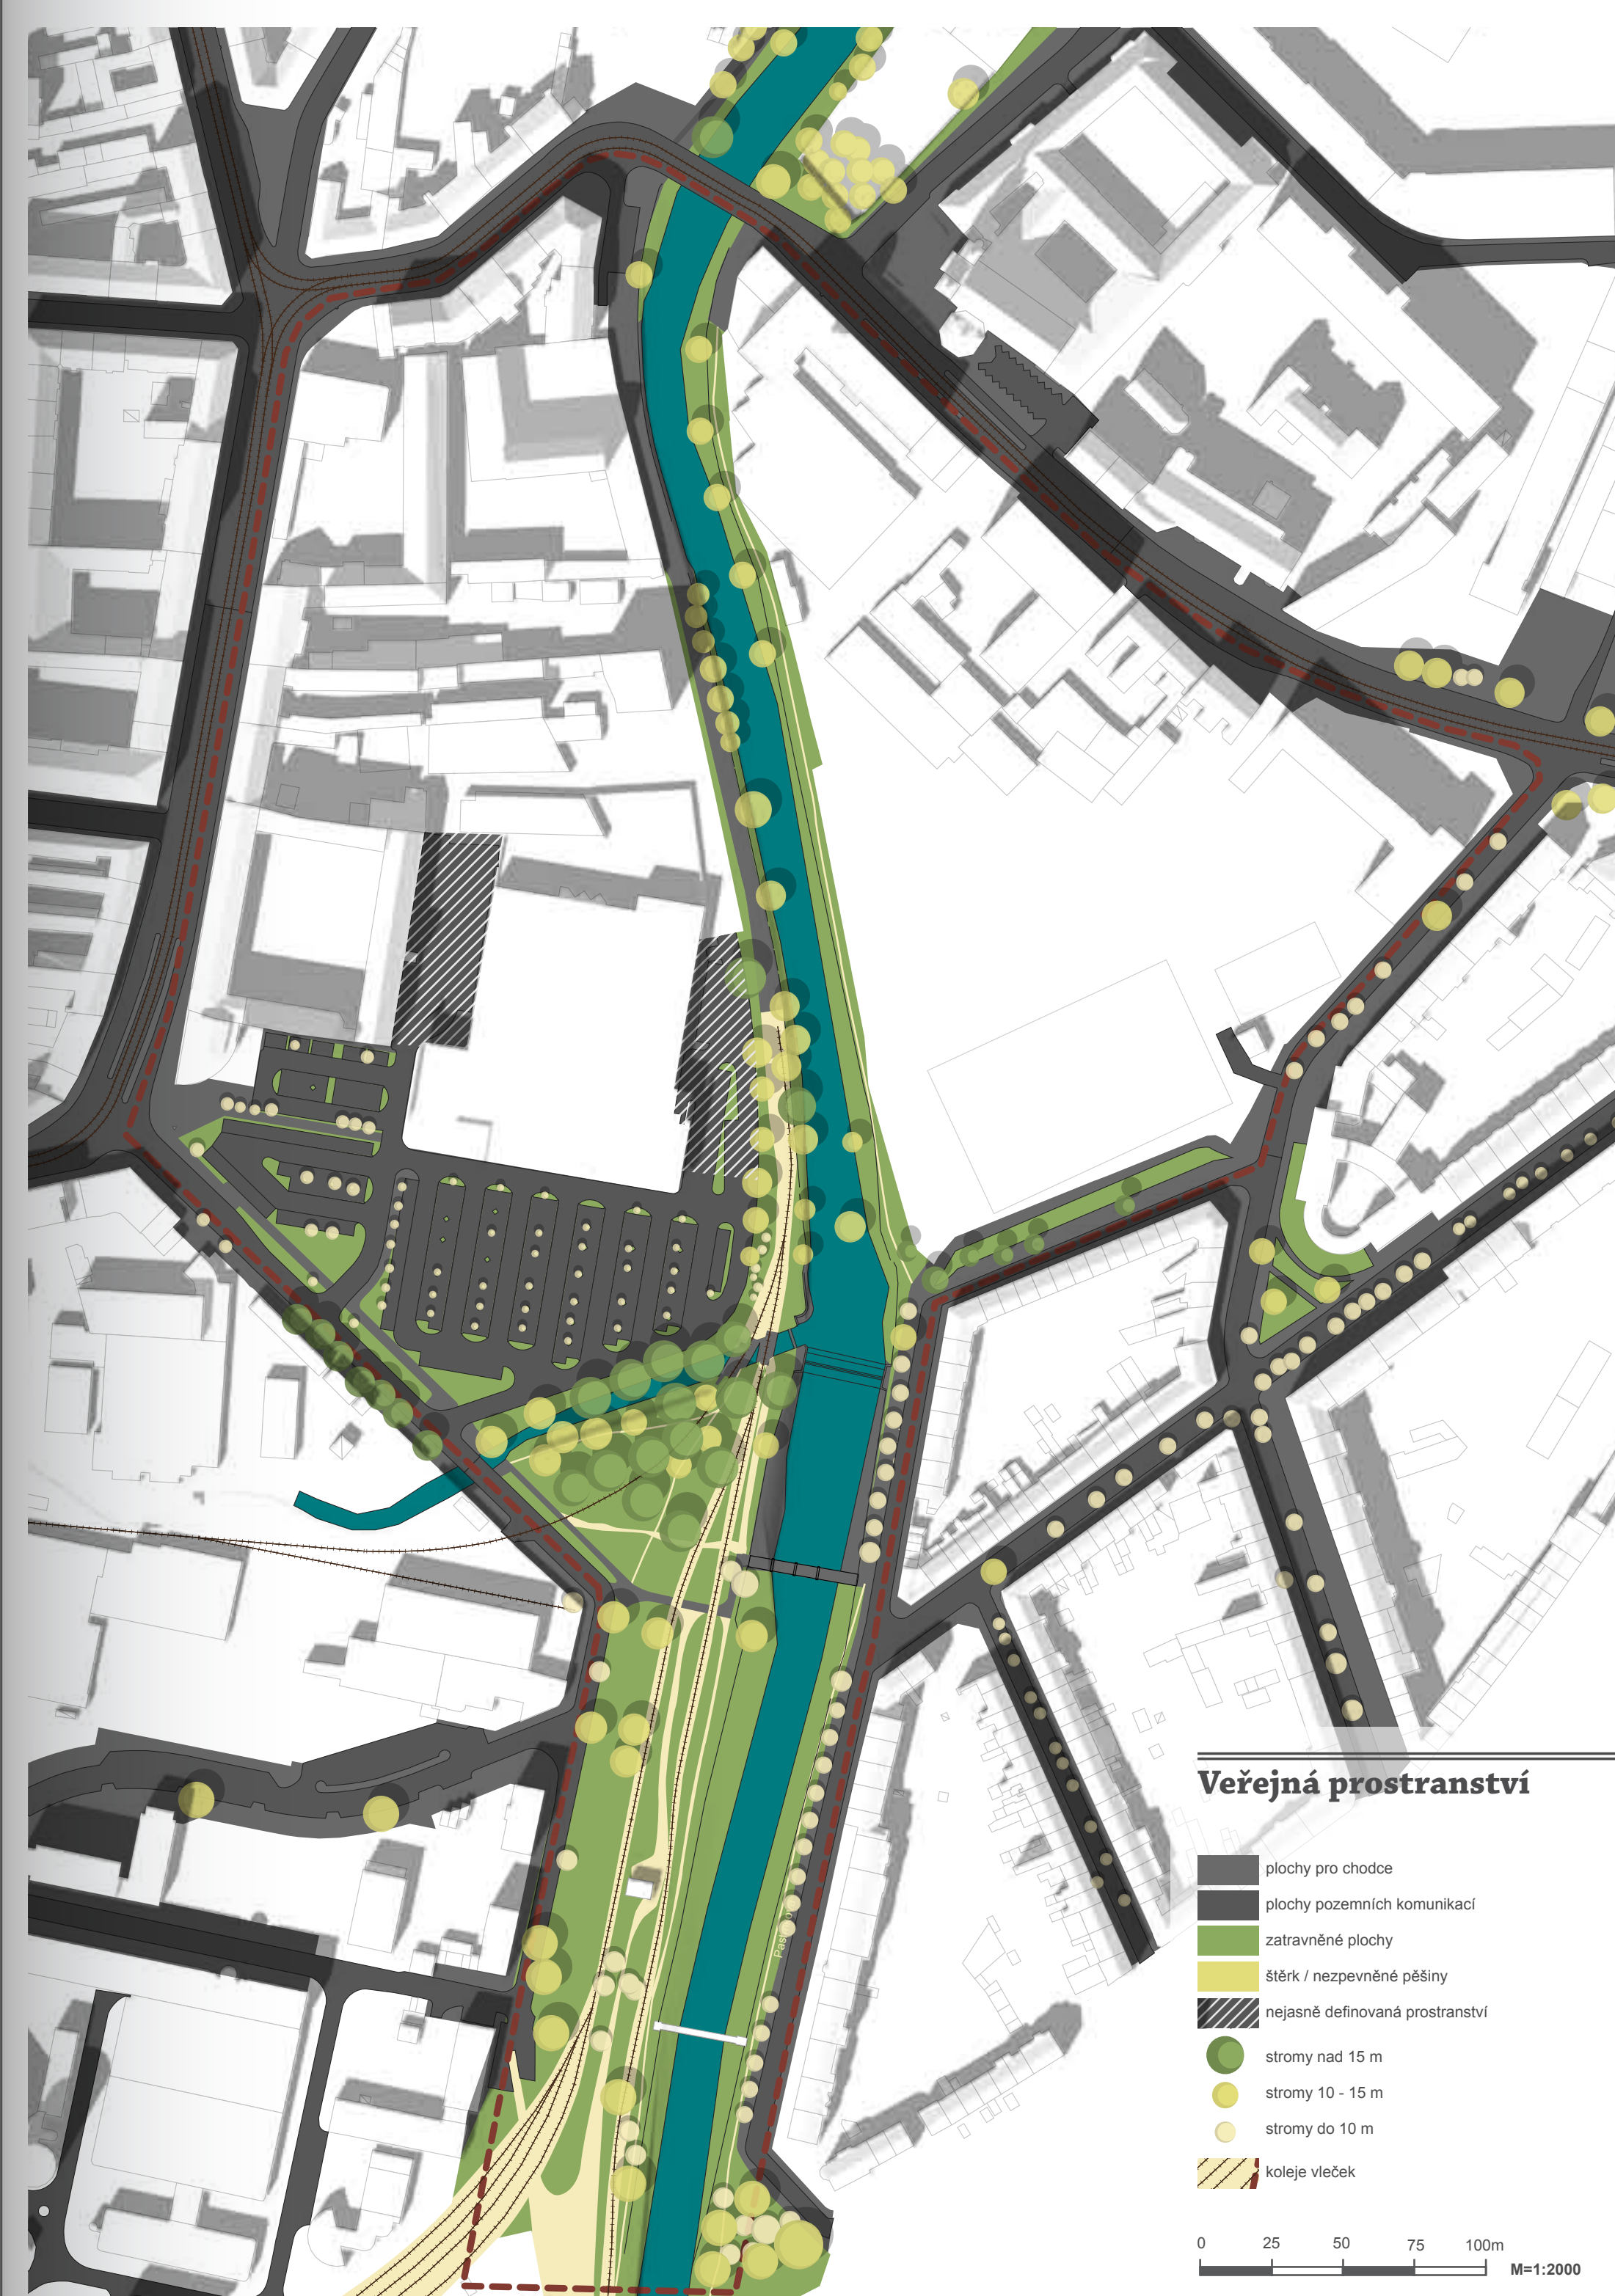 Veřejná prostranství
plochy pro chodce
plochy pozemních komunikací
zatravněné plochy
štěrk / nezpevněné pěšiny
nejasně definovaná prostranství
stromy nad 15 m
stromy 10 - 15 m
stromy do 10 m
koleje vleček
0 25 50 75 100m
M=1:2000